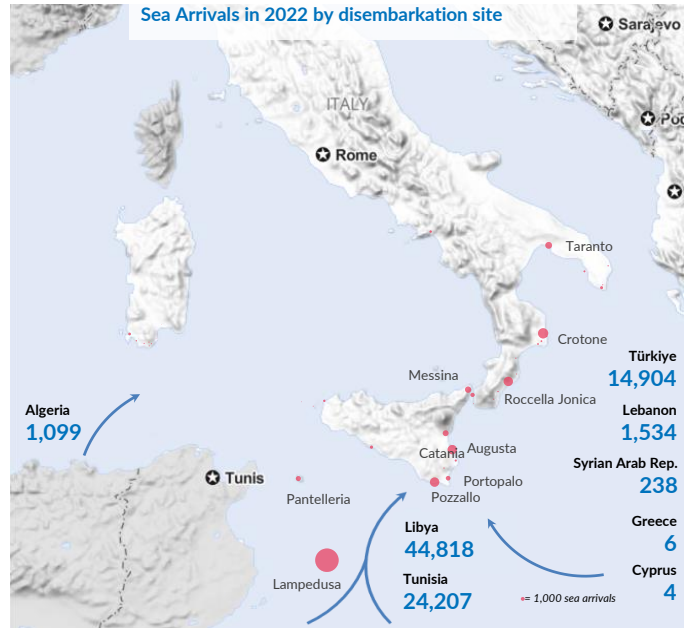 Sea Arrivals in 2022 by disembarkation site
Sarajevo
ITALY
Rome
Taranto
Crotone
Türkiye
14,904
Messina
Roccella Jonica
Algeria
1,099
Lebanon
1,534
Catania
Augusta
Syrian Arab Rep.
238
Tunis
Pantelleria
Portopalo
Pozzallo
Libya
44,818
Greece
6
Lampedusa
Tunisia
24,207
Cyprus
4
= 1,000 sea arrivals